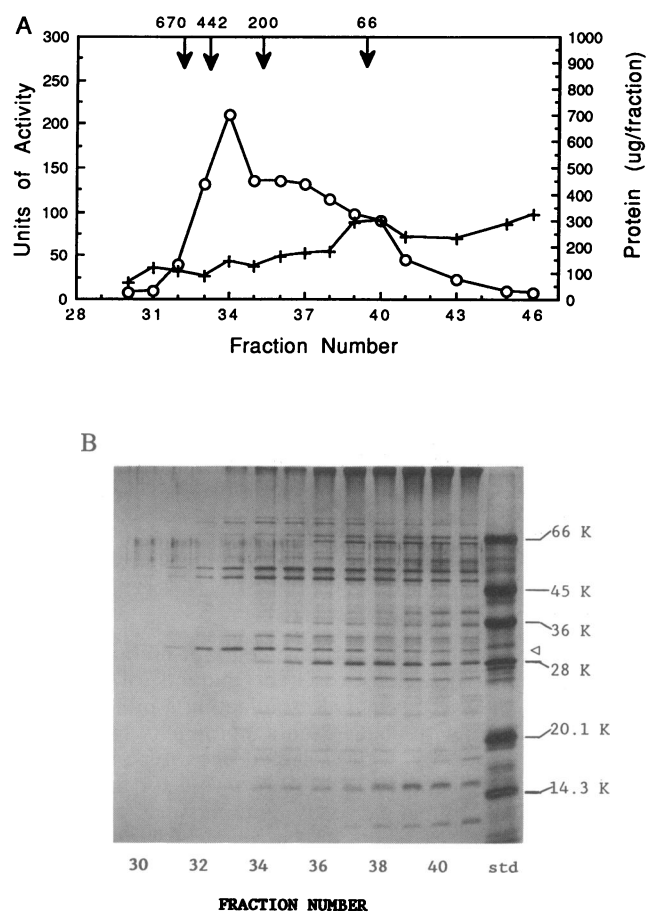 A
670 442 200 66
300
250
200
150
100
50
0
Units of Activity
1000
900
800
700
600
500
400
300
200
100
0
Protein (ug/fraction)
28 31 34 37 40 43 46
Fraction Number
B
66 K
45 K
36 K
28 K
20.1 K
14.3 K
30 32 34 36 38 40 std
FRACTION NUMBER